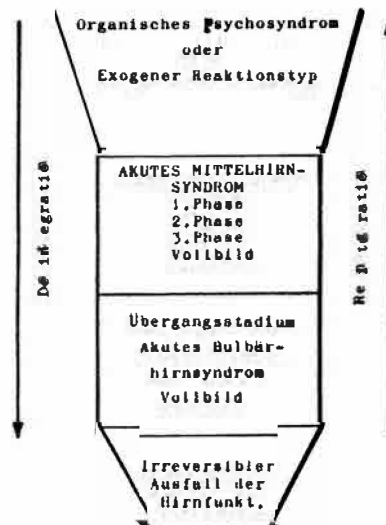 Organisches Psychosyndrom
oder
Exogener Reaktionstyp
AKUTES MITTELHIRN-
SYNDROM
1.Phase
2.Phase
3.Phase
Vollbild
Übergangsstadium
Akutes Bulbär-
hirnsyndrom
Vollbild
Irreversibler
Ausfall der
Hirnfunkt.